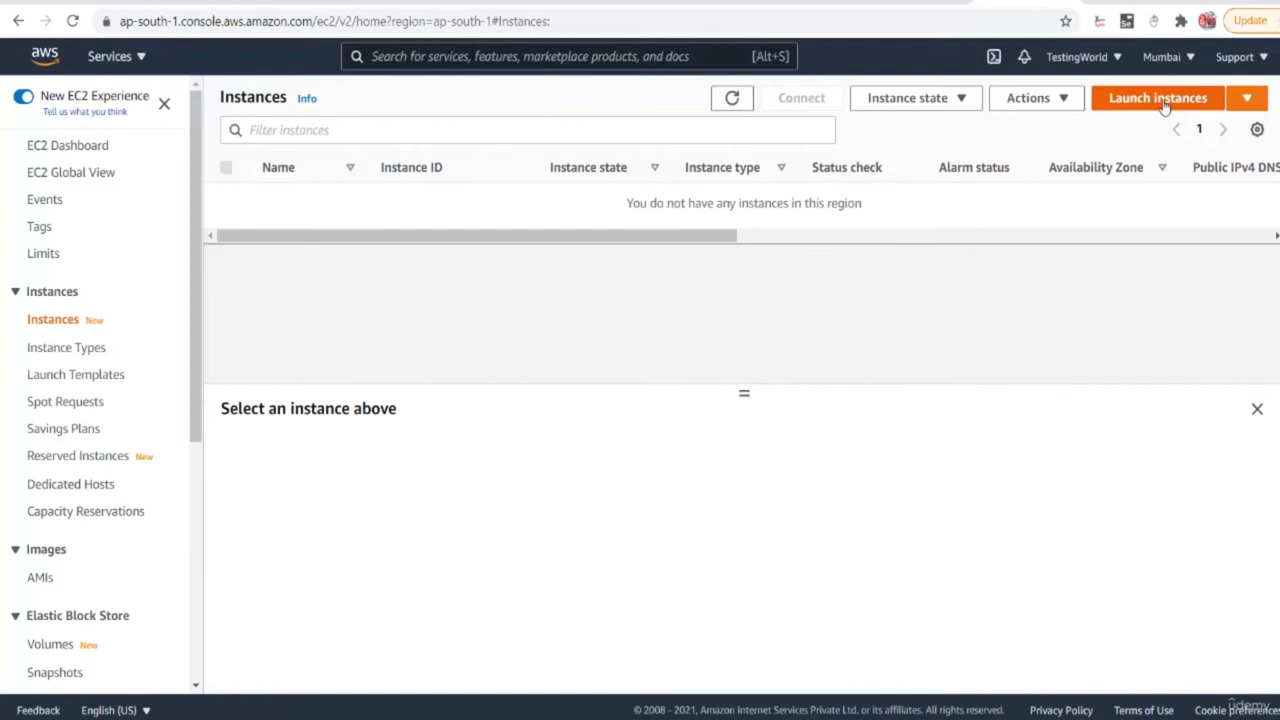 ap-south-1.console.aws.amazon.com/ec2/v2/home?region=ap-south-1#Instances:
Update
aws
Services
Search for services, features, marketplace products, and docs [Alt+S]
TestingWorld
Mumbai
Support
New EC2 Experience
Tell us what you think
EC2 Dashboard
EC2 Global View
Events
Tags
Limits
Instances
Instances New
Instance Types
Launch Templates
Spot Requests
Savings Plans
Reserved Instances New
Dedicated Hosts
Capacity Reservations
Images
AMIs
Elastic Block Store
Volumes New
Snapshots
Instances Info
Connect
Instance state
Actions
Launch instances
Filter instances
1
Name Instance ID Instance state Instance type Status check Alarm status Availability Zone Public IPv4 DNS
You do not have any instances in this region
Select an instance above
Feedback English (US) © 2008 - 2021, Amazon Internet Services Private Ltd. or its affiliates. All rights reserved. Privacy Policy Terms of Use Cookie preferences
udemy